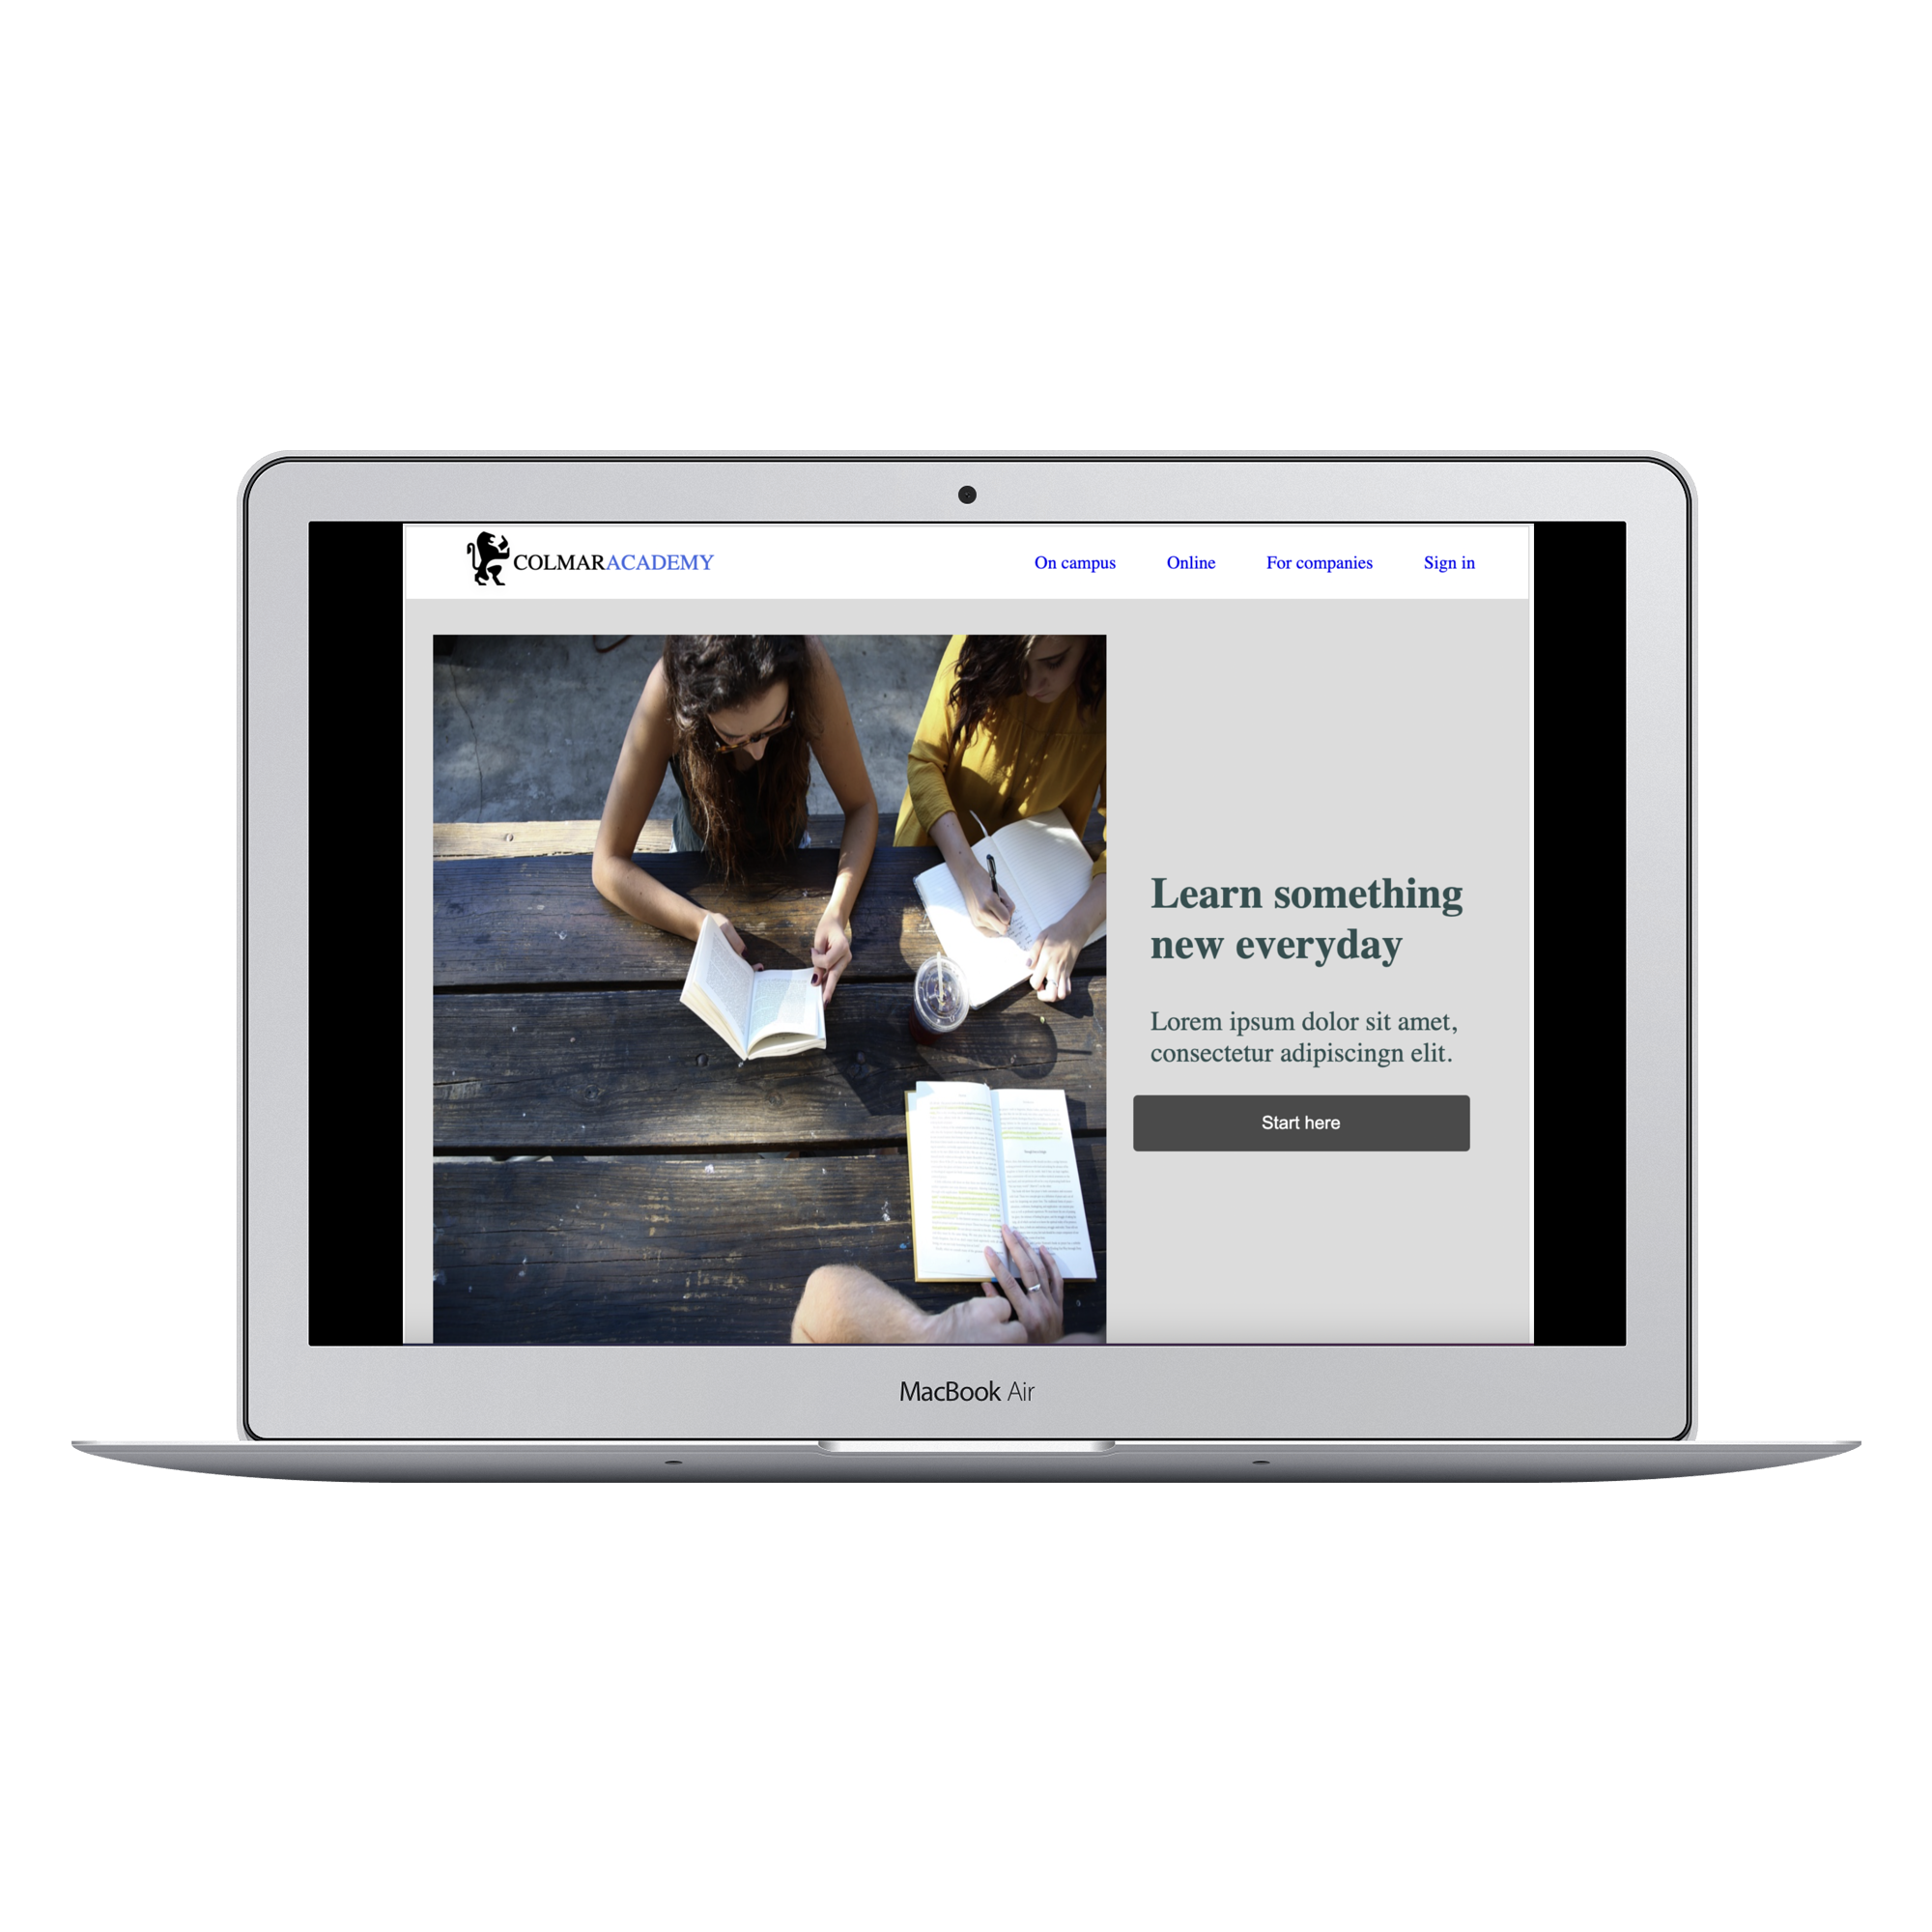 COLMARACADEMY
On campus Online For companies Sign in
Learn something
new everyday
Lorem ipsum dolor sit amet,
consectetur adipiscingn elit.
Start here
MacBook Air